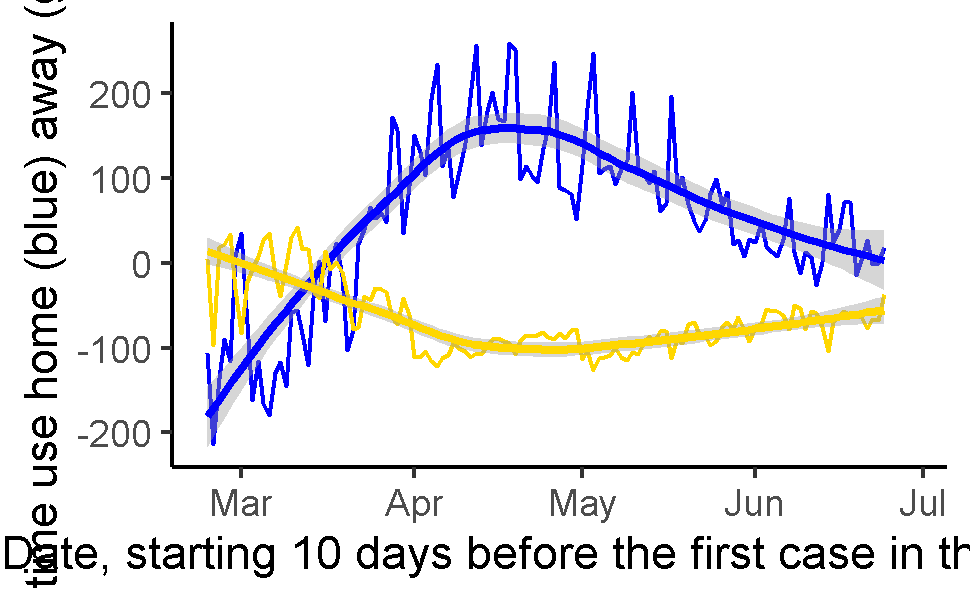 time use home (blue) away (
200
100
0
-100
-200
Mar Apr May Jun Jul
Date, starting 10 days before the first case in th